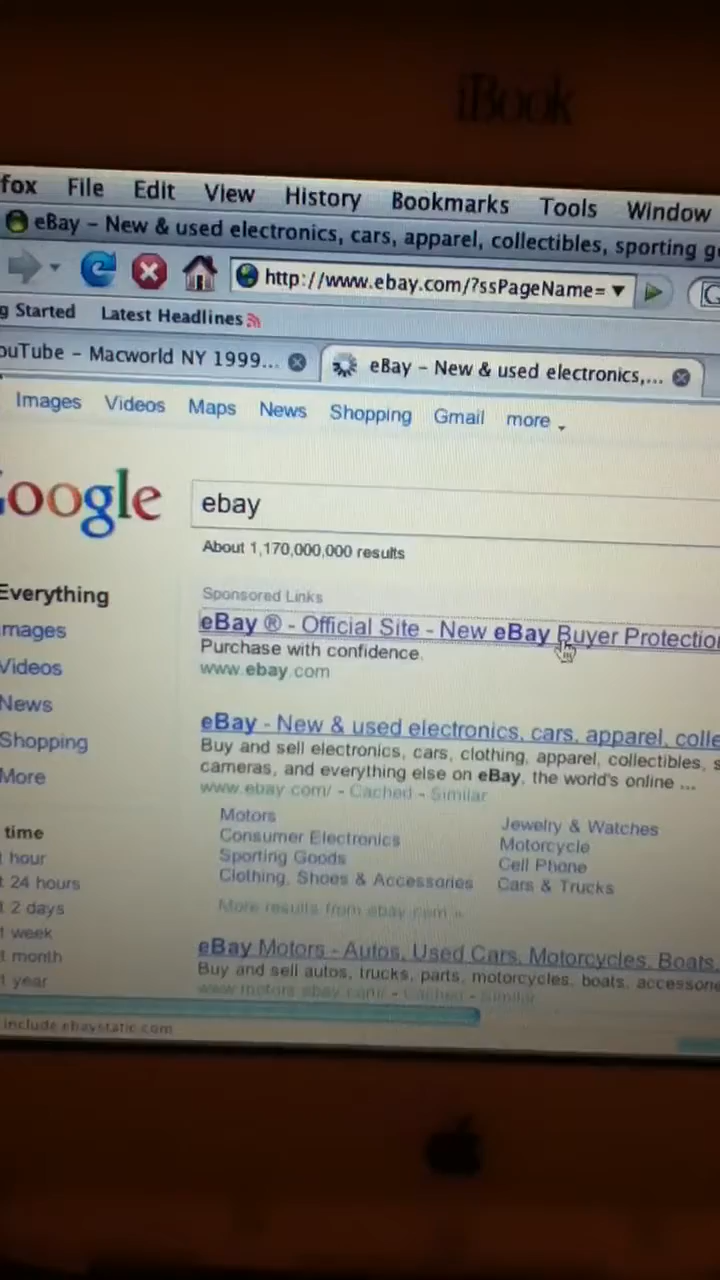 iBook
fox File Edit View History Bookmarks Tools Window
eBay – New & used electronics, cars, apparel, collectibles, sporting g
http://www.ebay.com/?ssPageName=
g Started Latest Headlines
ouTube – Macworld NY 1999... eBay – New & used electronics,...
Images Videos Maps News Shopping Gmail more
Google ebay
About 1,170,000,000 results
Everything
mages
Videos
News
Shopping
More
time
t hour
t 24 hours
t 2 days
t week
t month
t year
Sponsored Links
eBay ® - Official Site - New eBay Buyer Protection
Purchase with confidence.
www.ebay.com
eBay - New & used electronics, cars, apparel, colle
Buy and sell electronics, cars, clothing, apparel, collectibles, s
cameras, and everything else on eBay, the world's online ...
www.ebay.com/ - Cached - Similar
Motors
Consumer Electronics
Sporting Goods
Clothing, Shoes & Accessories
Jewelry & Watches
Motorcycle
Cell Phone
Cars & Trucks
More results from ebay.com »
eBay Motors - Autos, Used Cars, Motorcycles, Boats,
Buy and sell autos, trucks, parts, motorcycles, boats, accessorie
www.motors.ebay.com/ - Cached - Similar
include.ebaystatic.com